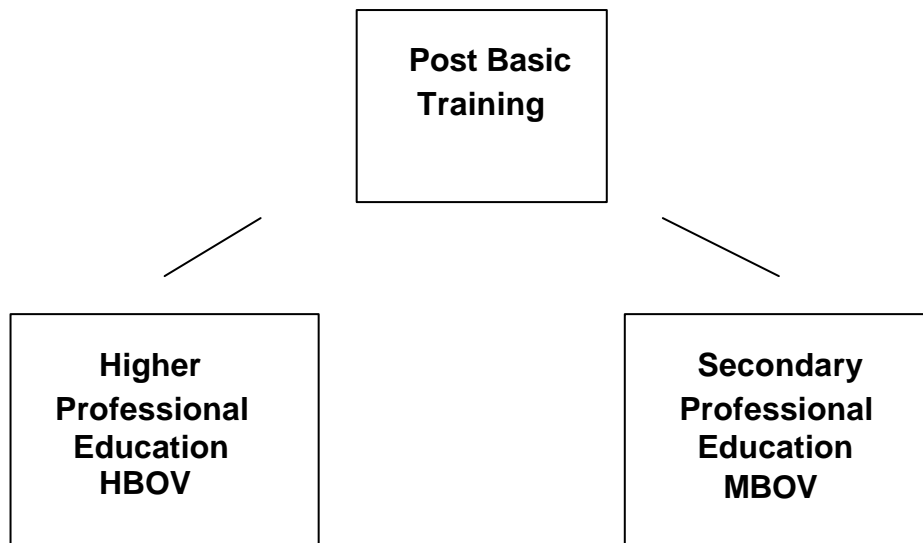 Post Basic
Training
Higher
Professional
Education
HBOV
Secondary
Professional
Education
MBOV